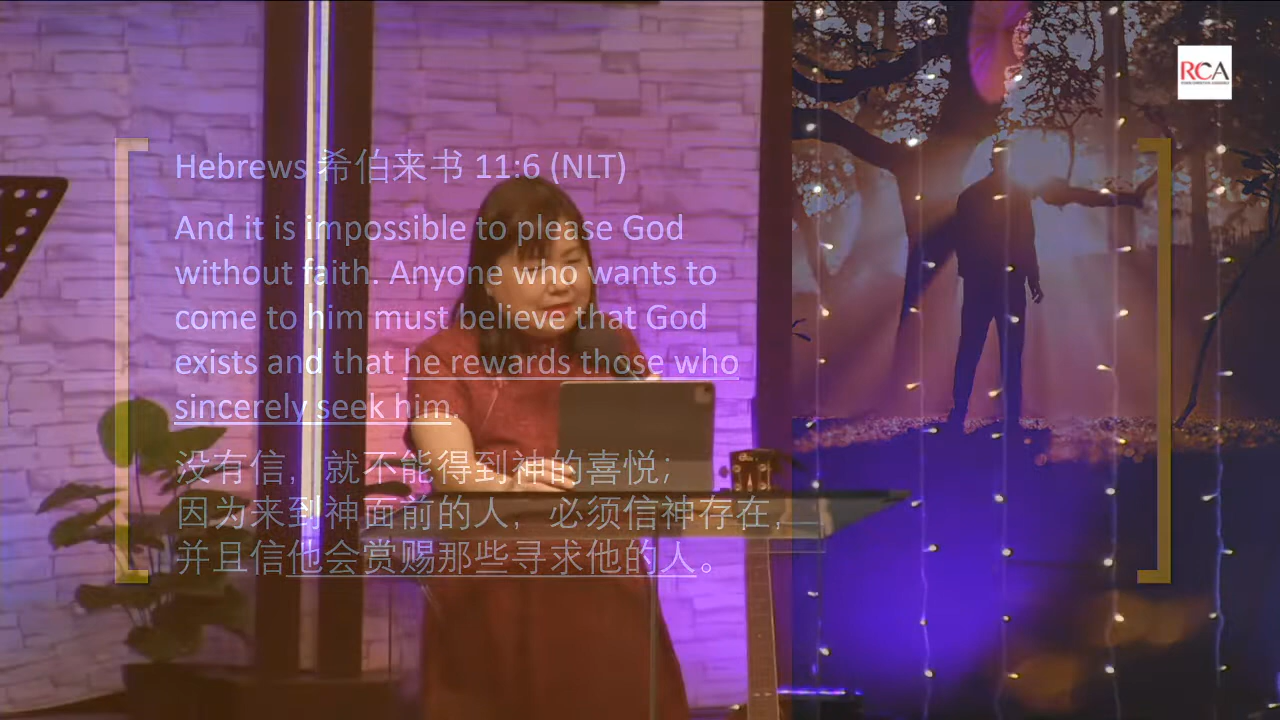 RCA
Hebrews 希伯来书 11:6 (NLT)
And it is impossible to please God
without faith. Anyone who wants to
come to him must believe that God
exists and that he rewards those who
sincerely seek him.
没有信，就不能得到神的喜悦；
因为来到神面前的人，必须信神存在，
并且信他会赏赐那些寻求他的人。